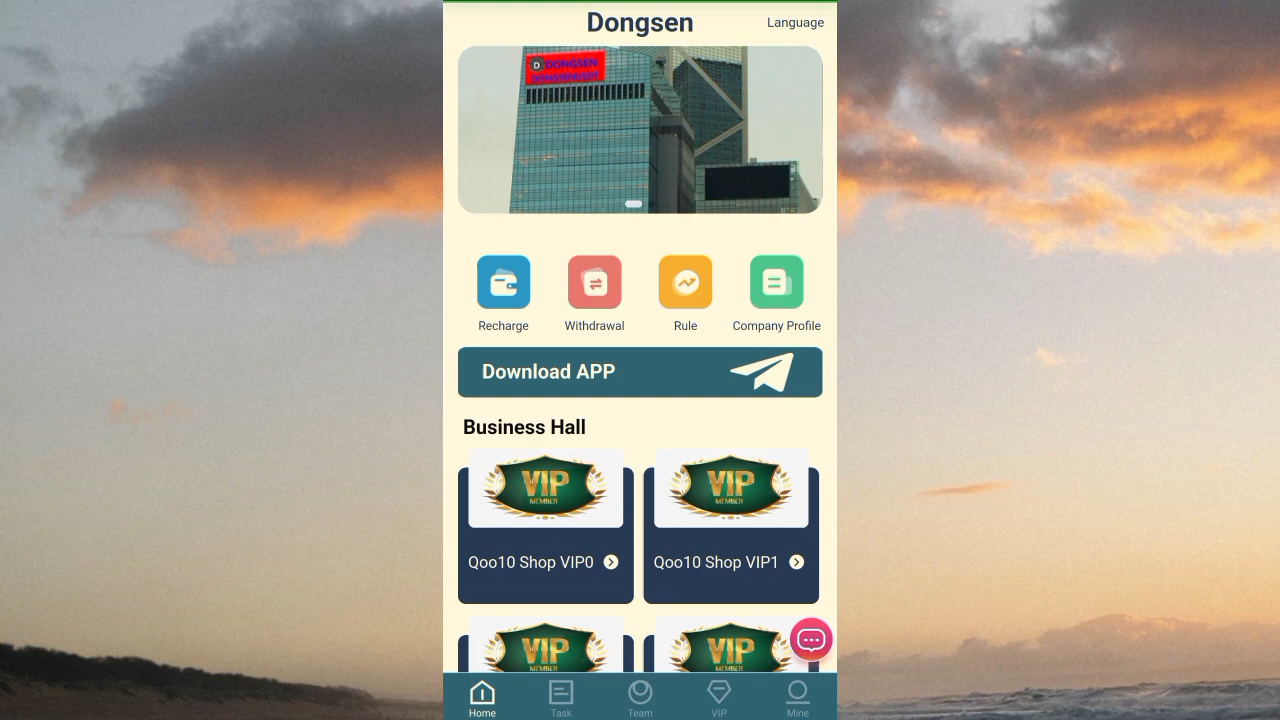 Dongsen
Language
D DONGSEN
Recharge
Withdrawal
Rule
Company Profile
Download APP
Business Hall
VIP
MEMBER
VIP
MEMBER
Qoo10 Shop VIP0
Qoo10 Shop VIP1
VIP
MEMBER
VIP
MEMBER
Home
Task
Team
VIP
Mine